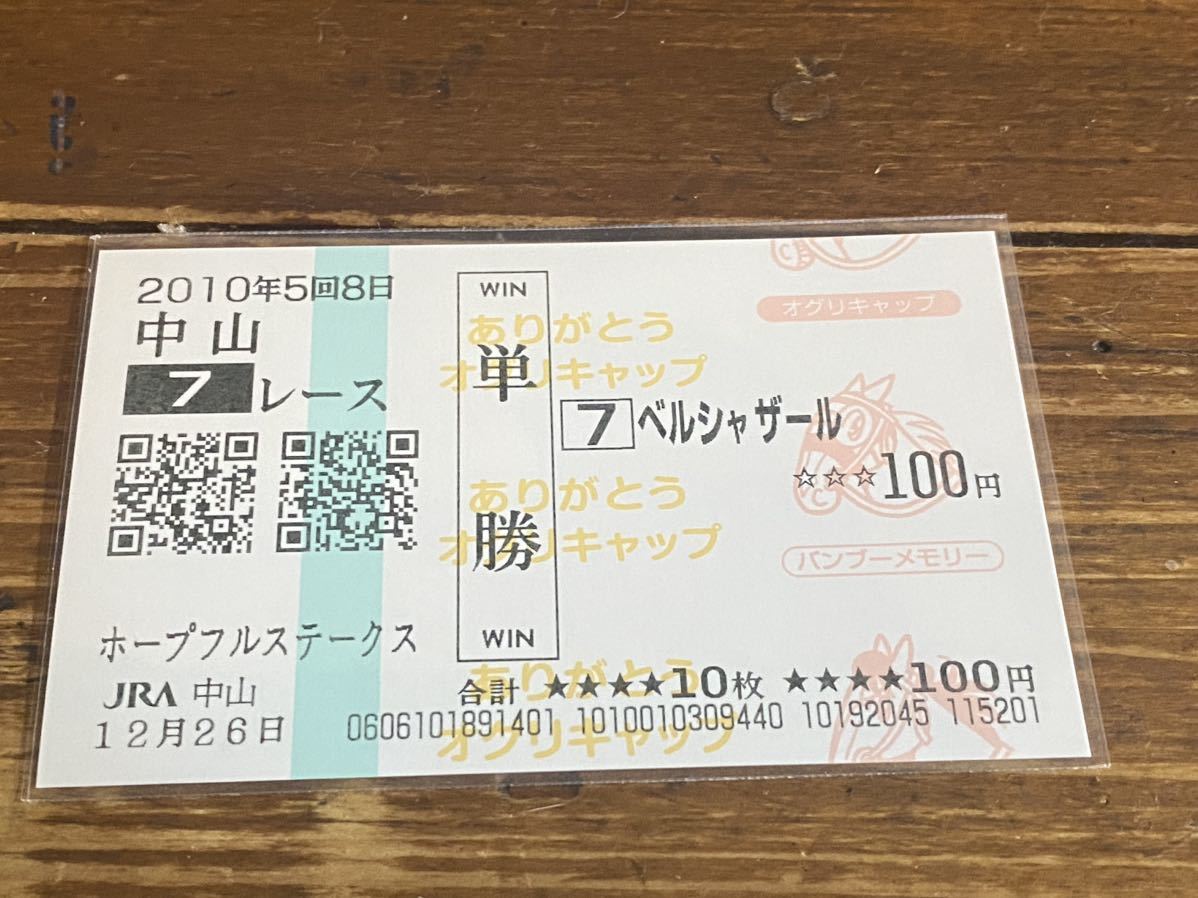 2010年5回8日
中山
7レース
ホープフルステークス
JRA 中山
12月26日
WIN
単勝
WIN
ありがとう
オグリキャップ
ありがとう
オグリキャップ
ありがとう
オグリキャップ
7 ベルシャザール
☆☆☆100円
オグリキャップ
バンブーメモリー
合計 ★★★★10枚 ★★★★100円
0606101891401 1010010309440 10192045 115201